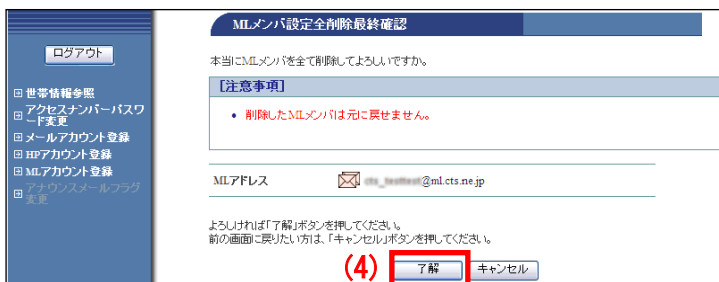 MLメンバ設定全削除最終確認
ログアウト
本当にMLメンバを全て削除してよろしいですか。
[注意事項]
世帯情報参照
アクセスナンバーパスワ
ード変更
• 削除したMLメンバは元に戻せません。
メールアカウント登録
HPアカウント登録
MLアカウント登録
アナウンスメールフラグ
変更
MLアドレス
@ml.cts.ne.jp
よろしければ「了解」ボタンを押してください。
前の画面に戻りたい方は、「キャンセル」ボタンを押してください。
(4) 了解 キャンセル